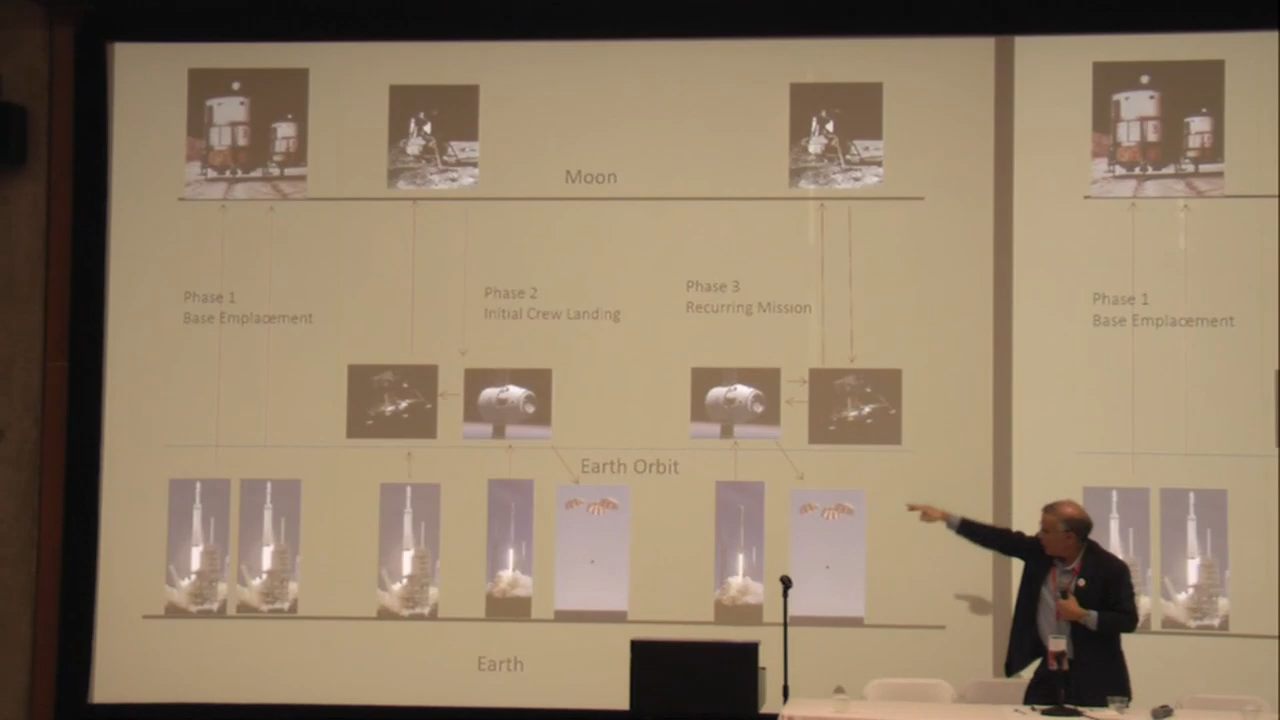 Moon
Phase 1
Base Emplacement
Phase 2
Initial Crew Landing
Phase 3
Recurring Mission
Earth Orbit
Earth
Phase 1
Base Emplacement